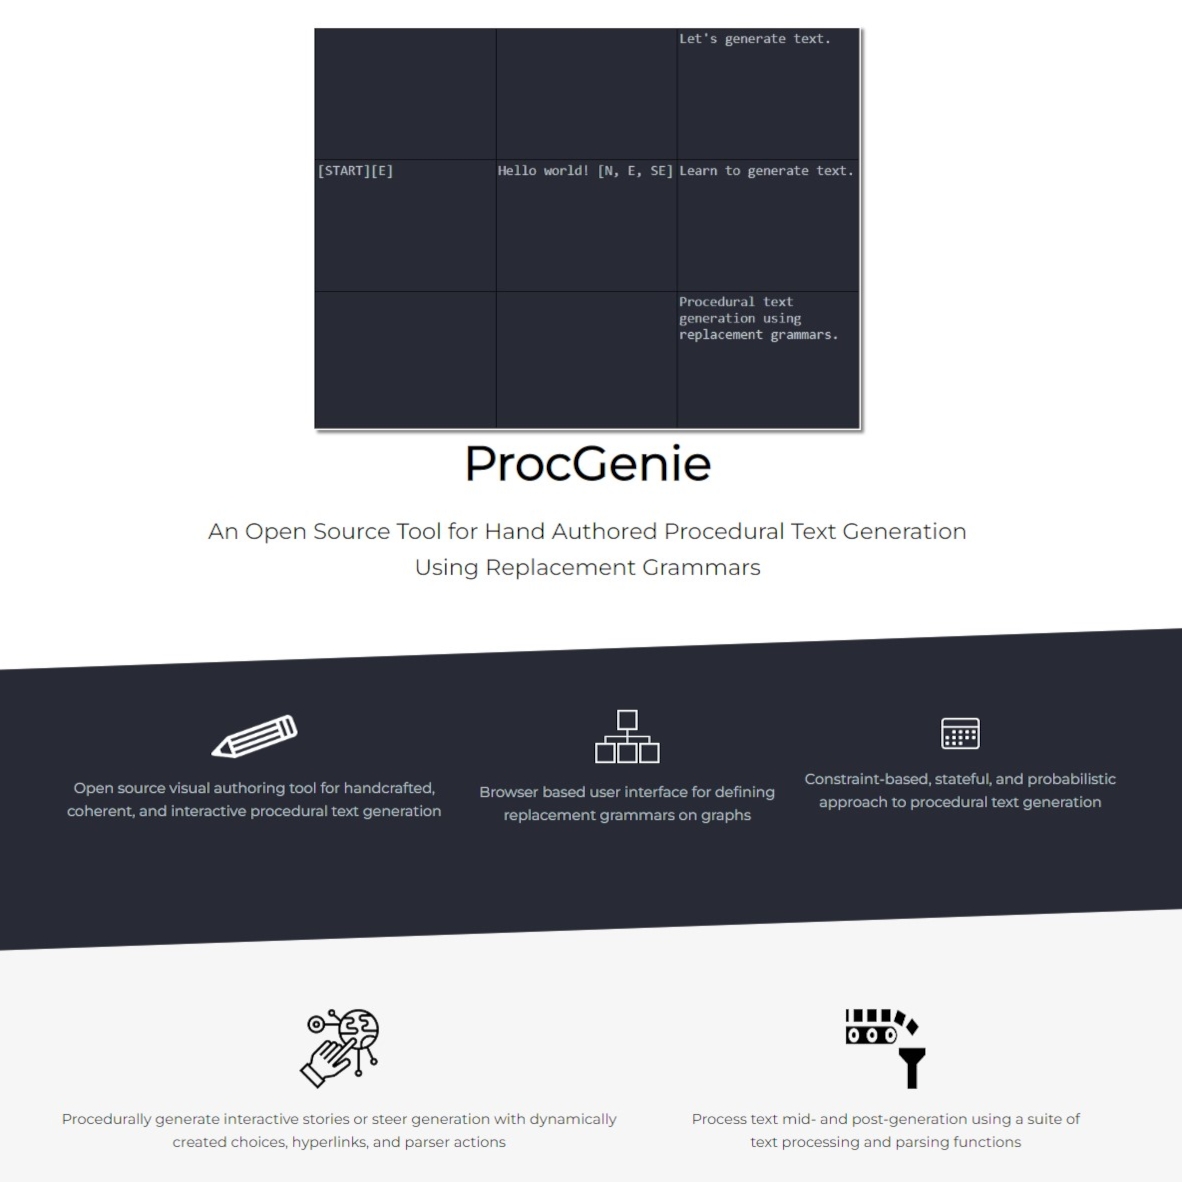 Let's generate text.
[START][E]
Hello world! [N, E, SE]
Learn to generate text.
Procedural text
generation using
replacement grammars.
ProcGenie
An Open Source Tool for Hand Authored Procedural Text Generation
Using Replacement Grammars
Open source visual authoring tool for handcrafted,
coherent, and interactive procedural text generation
Browser based user interface for defining
replacement grammars on graphs
Constraint-based, stateful, and probabilistic
approach to procedural text generation
Procedurally generate interactive stories or steer generation with dynamically
created choices, hyperlinks, and parser actions
Process text mid- and post-generation using a suite of
text processing and parsing functions